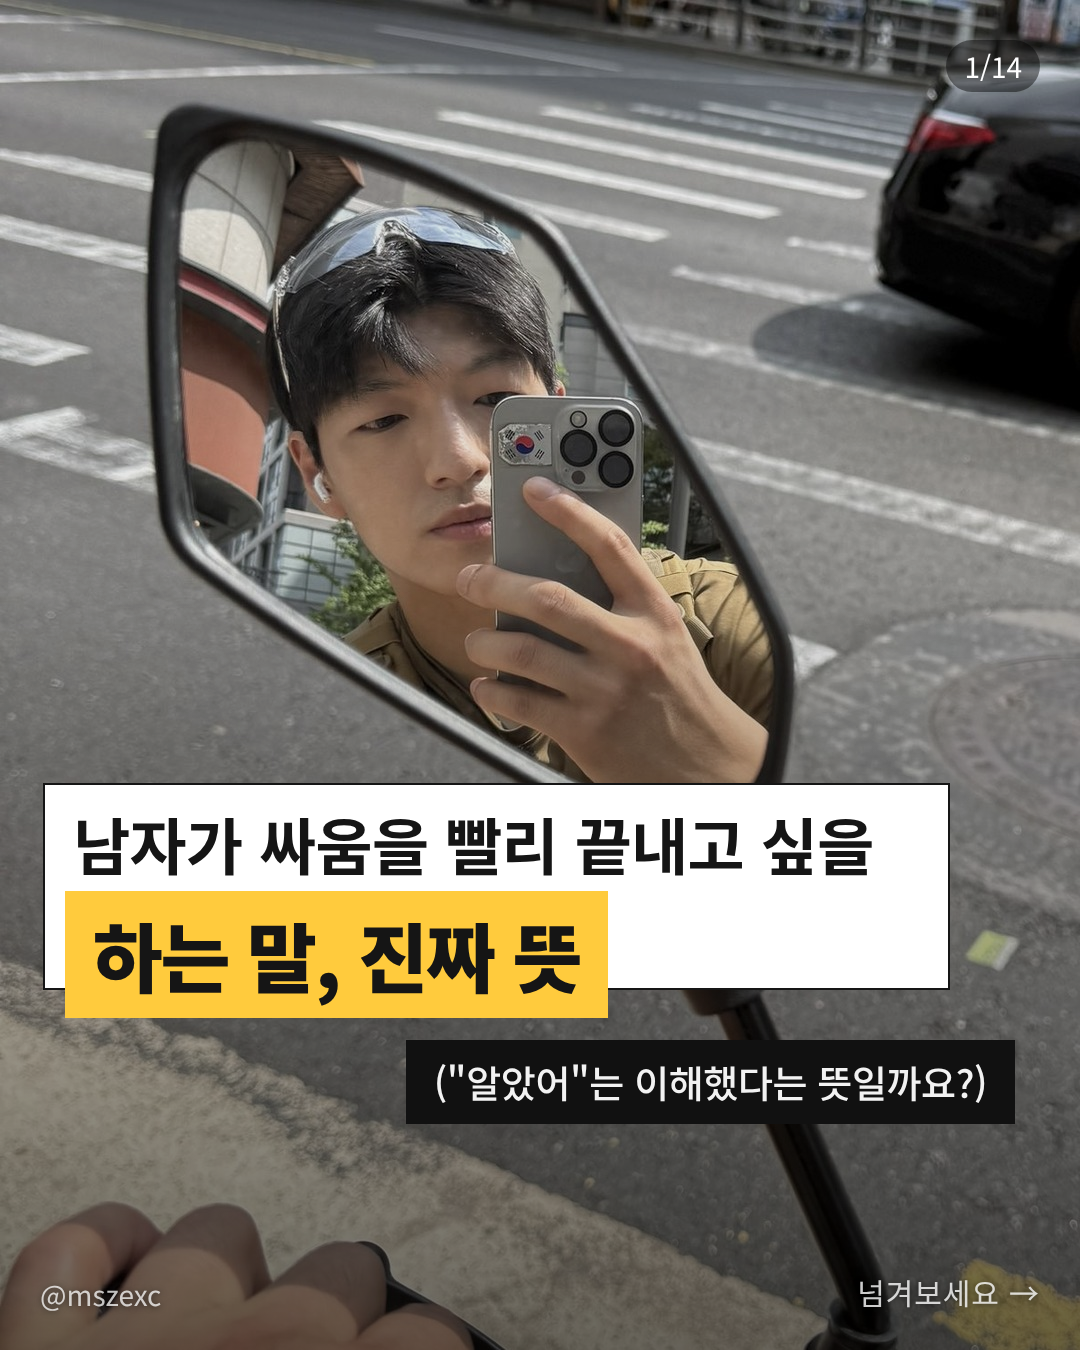 1/14
남자가 싸움을 빨리 끝내고 싶을
하는 말, 진짜 뜻
("알았어"는 이해했다는 뜻일까요?)
@mszexc
넘겨보세요 →